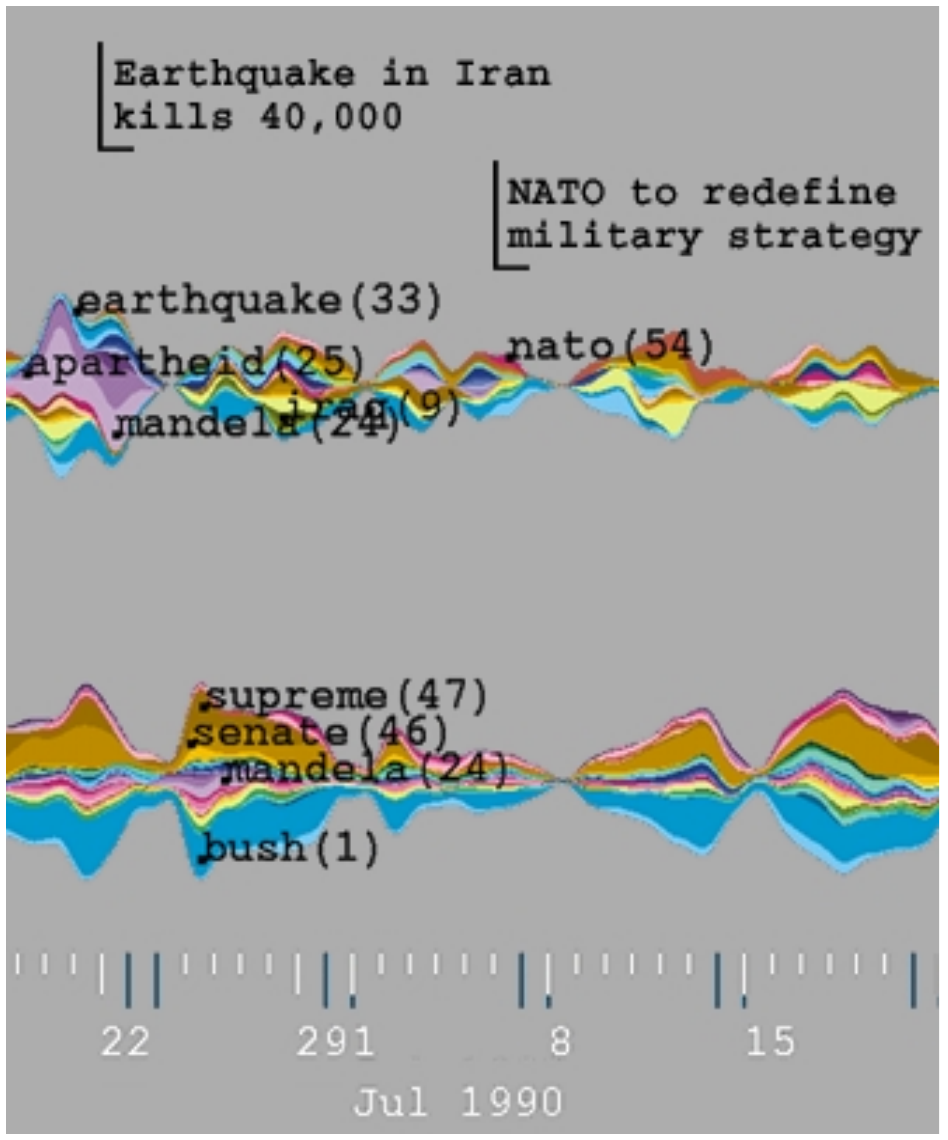 Earthquake in Iran
kills 40,000
NATO to redefine
military strategy
earthquake(33)
nato(54)
apartheid(25)
iraq(9)
mandela(24)
supreme(47)
senate(46)
mandela(24)
bush(1)
22 291 8 15
Jul 1990